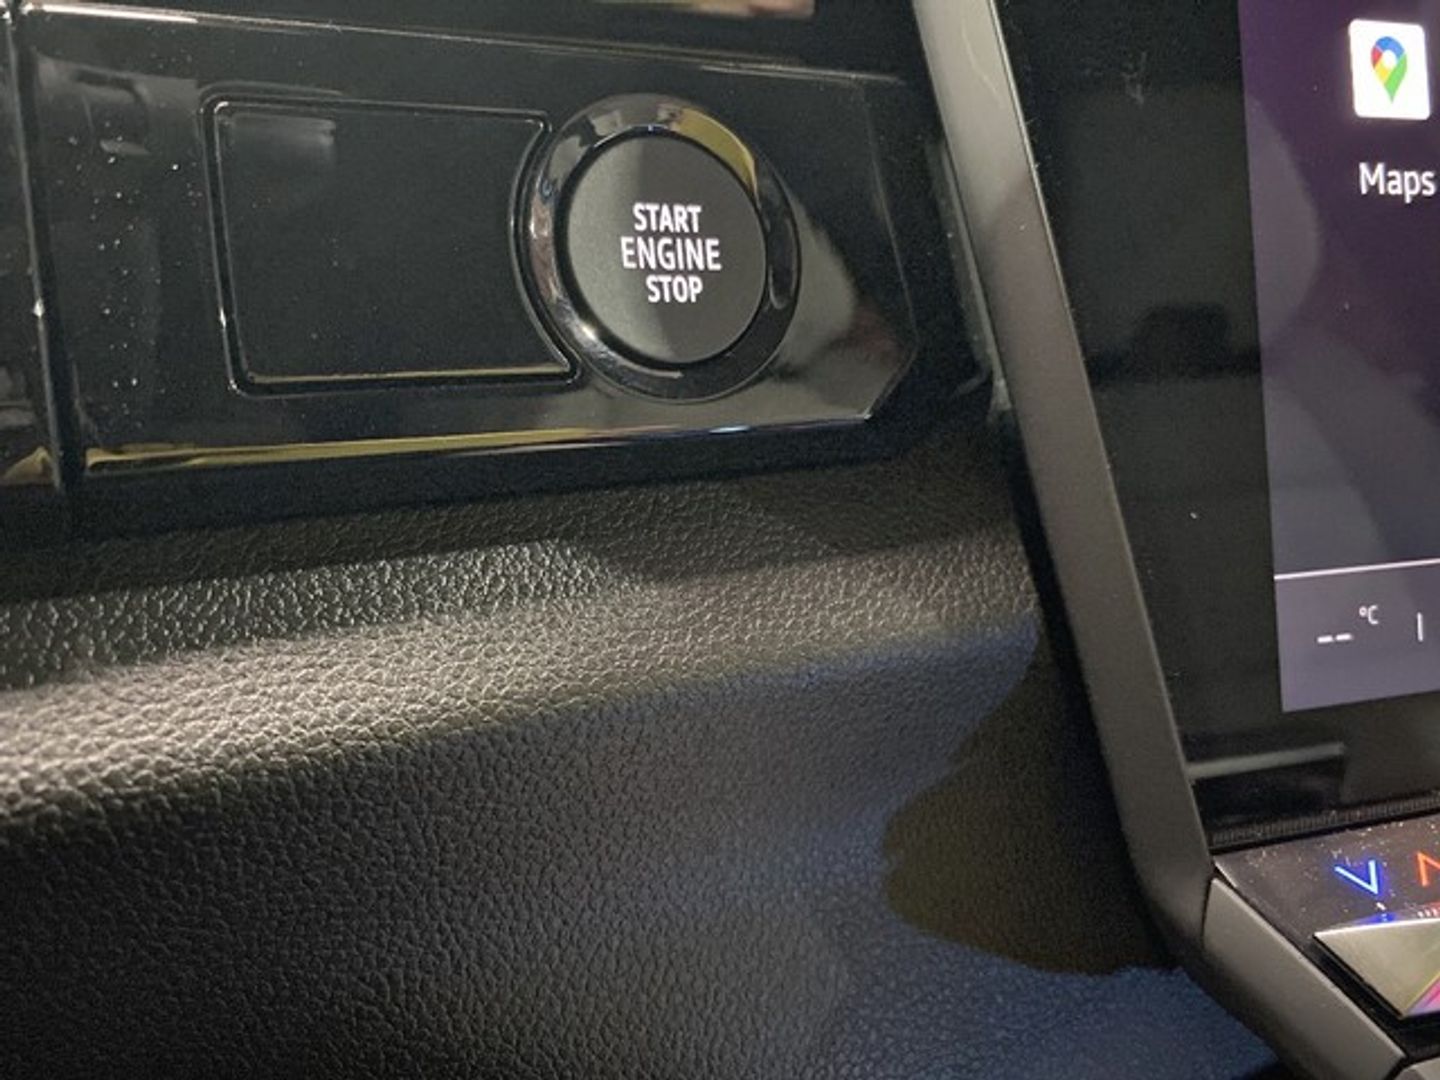 START
ENGINE
STOP
Maps
-- °C